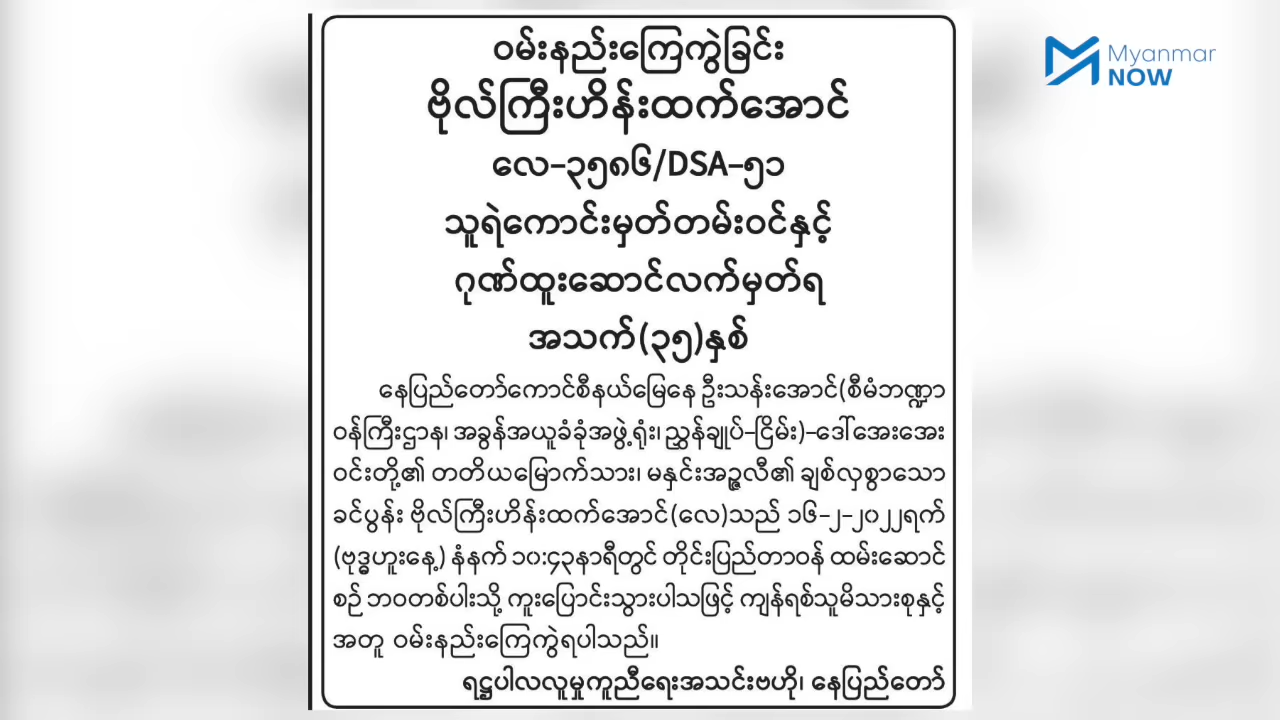 ဝမ်းနည်းကြေကွဲခြင်း
ဗိုလ်ကြီးဟိန်းထက်အောင်
လေ-၃၅၈၆/DSA-၅၁
သူရဲကောင်းမှတ်တမ်းဝင်နှင့်
ဂုဏ်ထူးဆောင်လက်မှတ်ရ
အသက်(၃၅)နှစ်
နေပြည်တော်ကောင်စီနယ်မြေနေ ဦးသန်းအောင်(စီမံဘဏ္ဍာ
ဝန်ကြီးဌာန၊ အခွန်အယူခံခုံအဖွဲ့ရုံး၊ ညွှန်ချုပ်-ငြိမ်း)-ဒေါ်အေးအေး
ဝင်းတို့၏ တတိယမြောက်သား၊ မနှင်းအဉ္ဇလီ၏ ချစ်လှစွာသော
ခင်ပွန်း ဗိုလ်ကြီးဟိန်းထက်အောင်(လေ)သည် ၁၆-၂-၂၀၂၂ရက်
(ဗုဒ္ဓဟူးနေ့) နံနက် ၁၀:၄၃နာရီတွင် တိုင်းပြည်တာဝန် ထမ်းဆောင်
စဉ် ဘဝတစ်ပါးသို့ ကူးပြောင်းသွားပါသဖြင့် ကျန်ရစ်သူမိသားစုနှင့်
အတူ ဝမ်းနည်းကြေကွဲရပါသည်။
ရဋ္ဌပါလလူမှုကူညီရေးအသင်းဗဟို၊ နေပြည်တော်
Myanmar
NOW